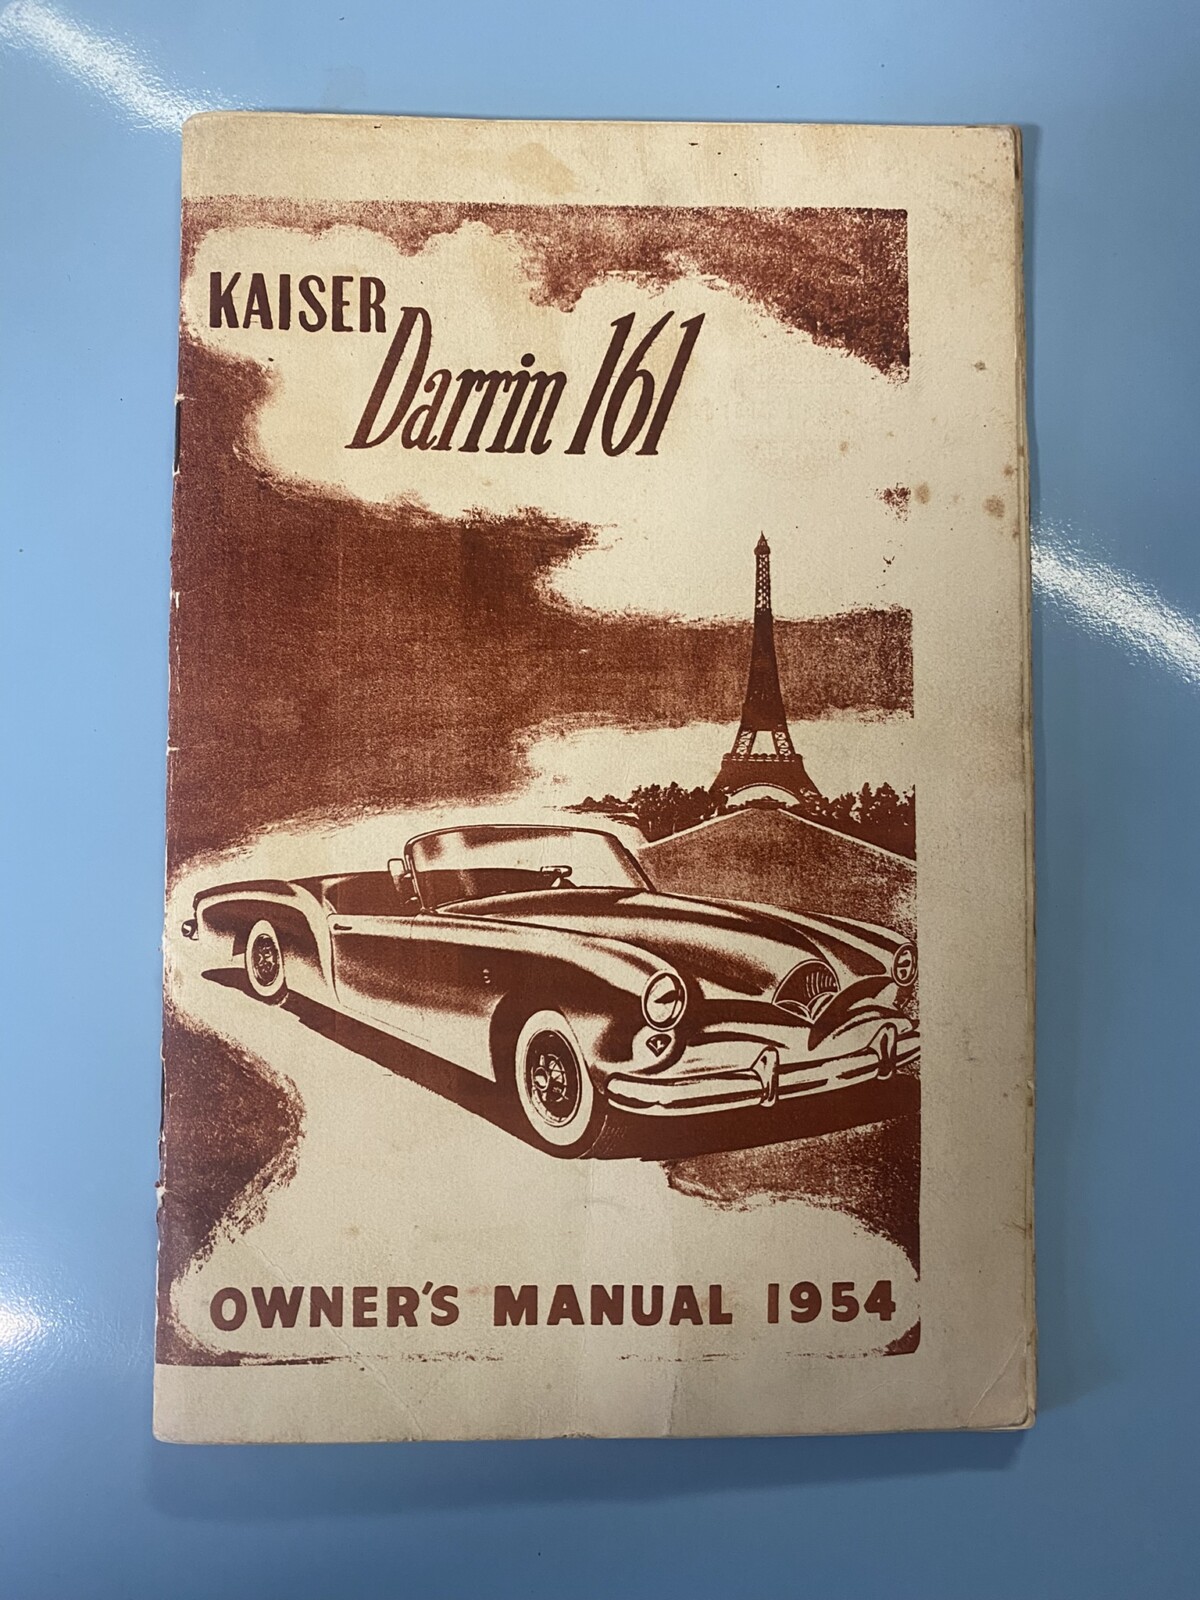 KAISER
Darrin 161
OWNER'S MANUAL 1954